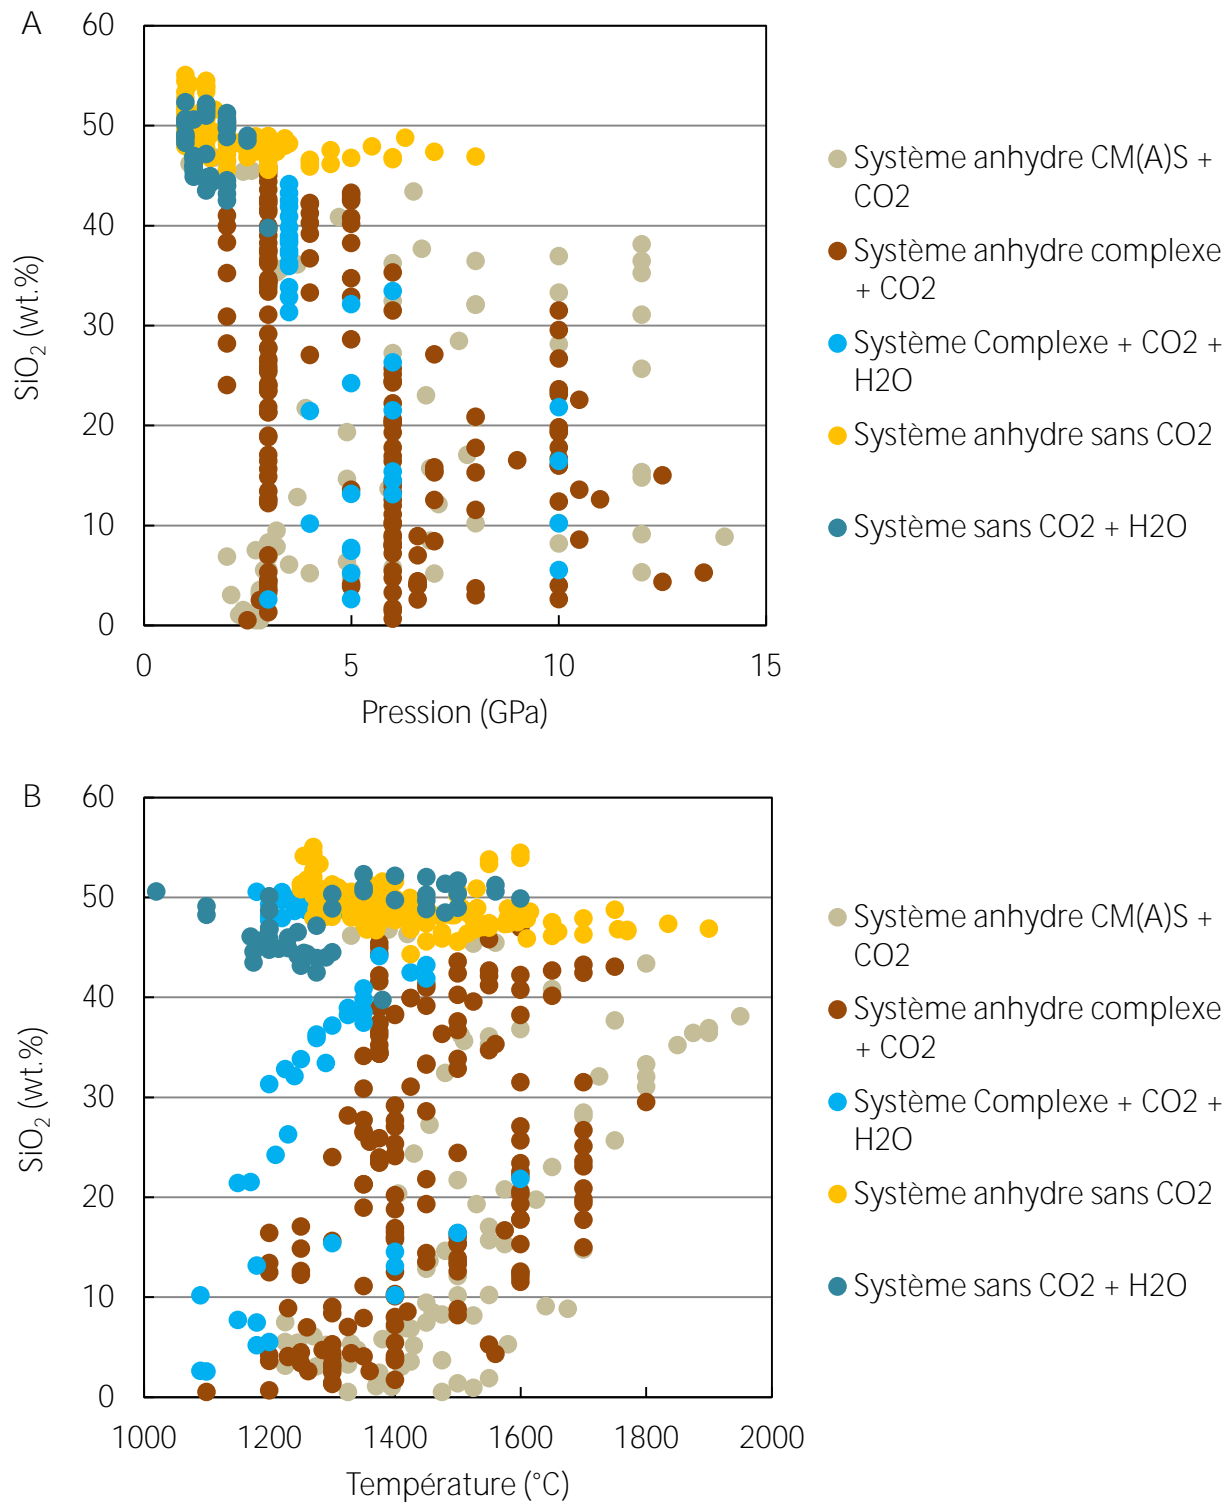 A
60
50
40
30
20
10
0
SiO₂ (wt.%)
0 5 10 15
Pression (GPa)
Système anhydre CM(A)S +
CO2
Système anhydre complexe
+ CO2
Système Complexe + CO2 +
H2O
Système anhydre sans CO2
Système sans CO2 + H2O
B
60
50
40
30
20
10
0
SiO₂ (wt.%)
1000 1200 1400 1600 1800 2000
Température (°C)
Système anhydre CM(A)S +
CO2
Système anhydre complexe
+ CO2
Système Complexe + CO2 +
H2O
Système anhydre sans CO2
Système sans CO2 + H2O